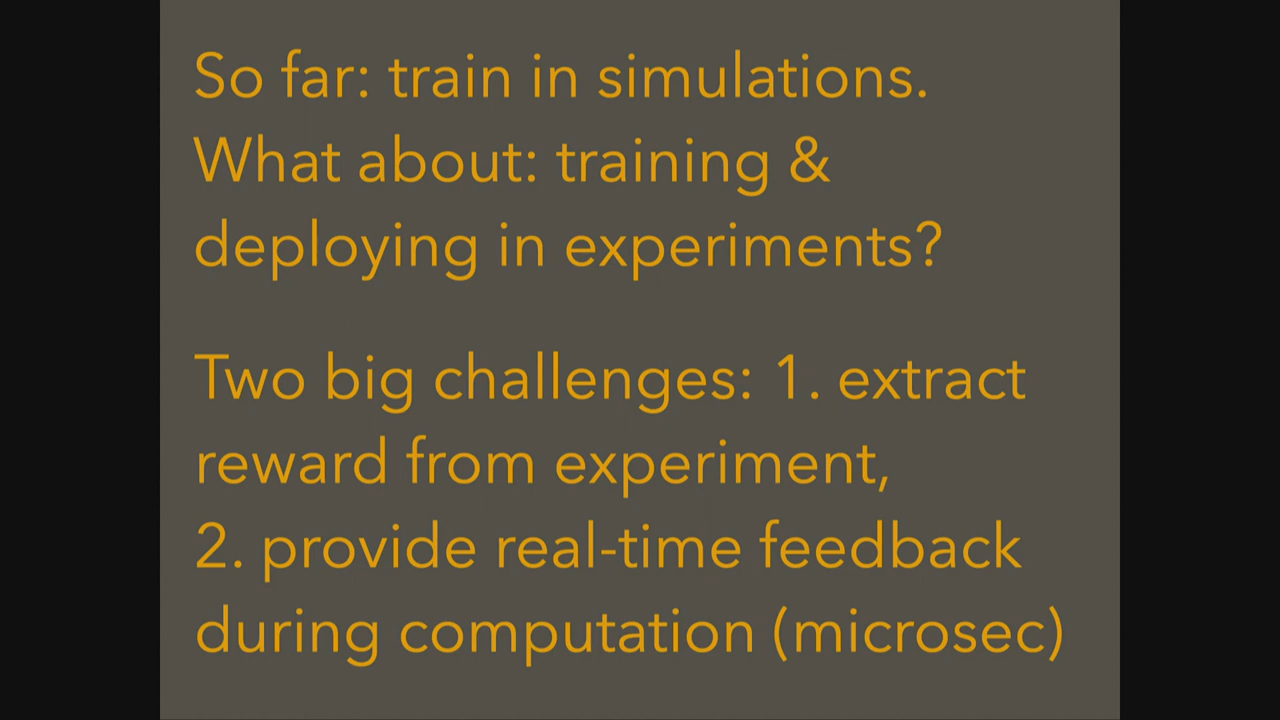 So far: train in simulations.
What about: training &
deploying in experiments?
Two big challenges: 1. extract
reward from experiment,
2. provide real-time feedback
during computation (microsec)